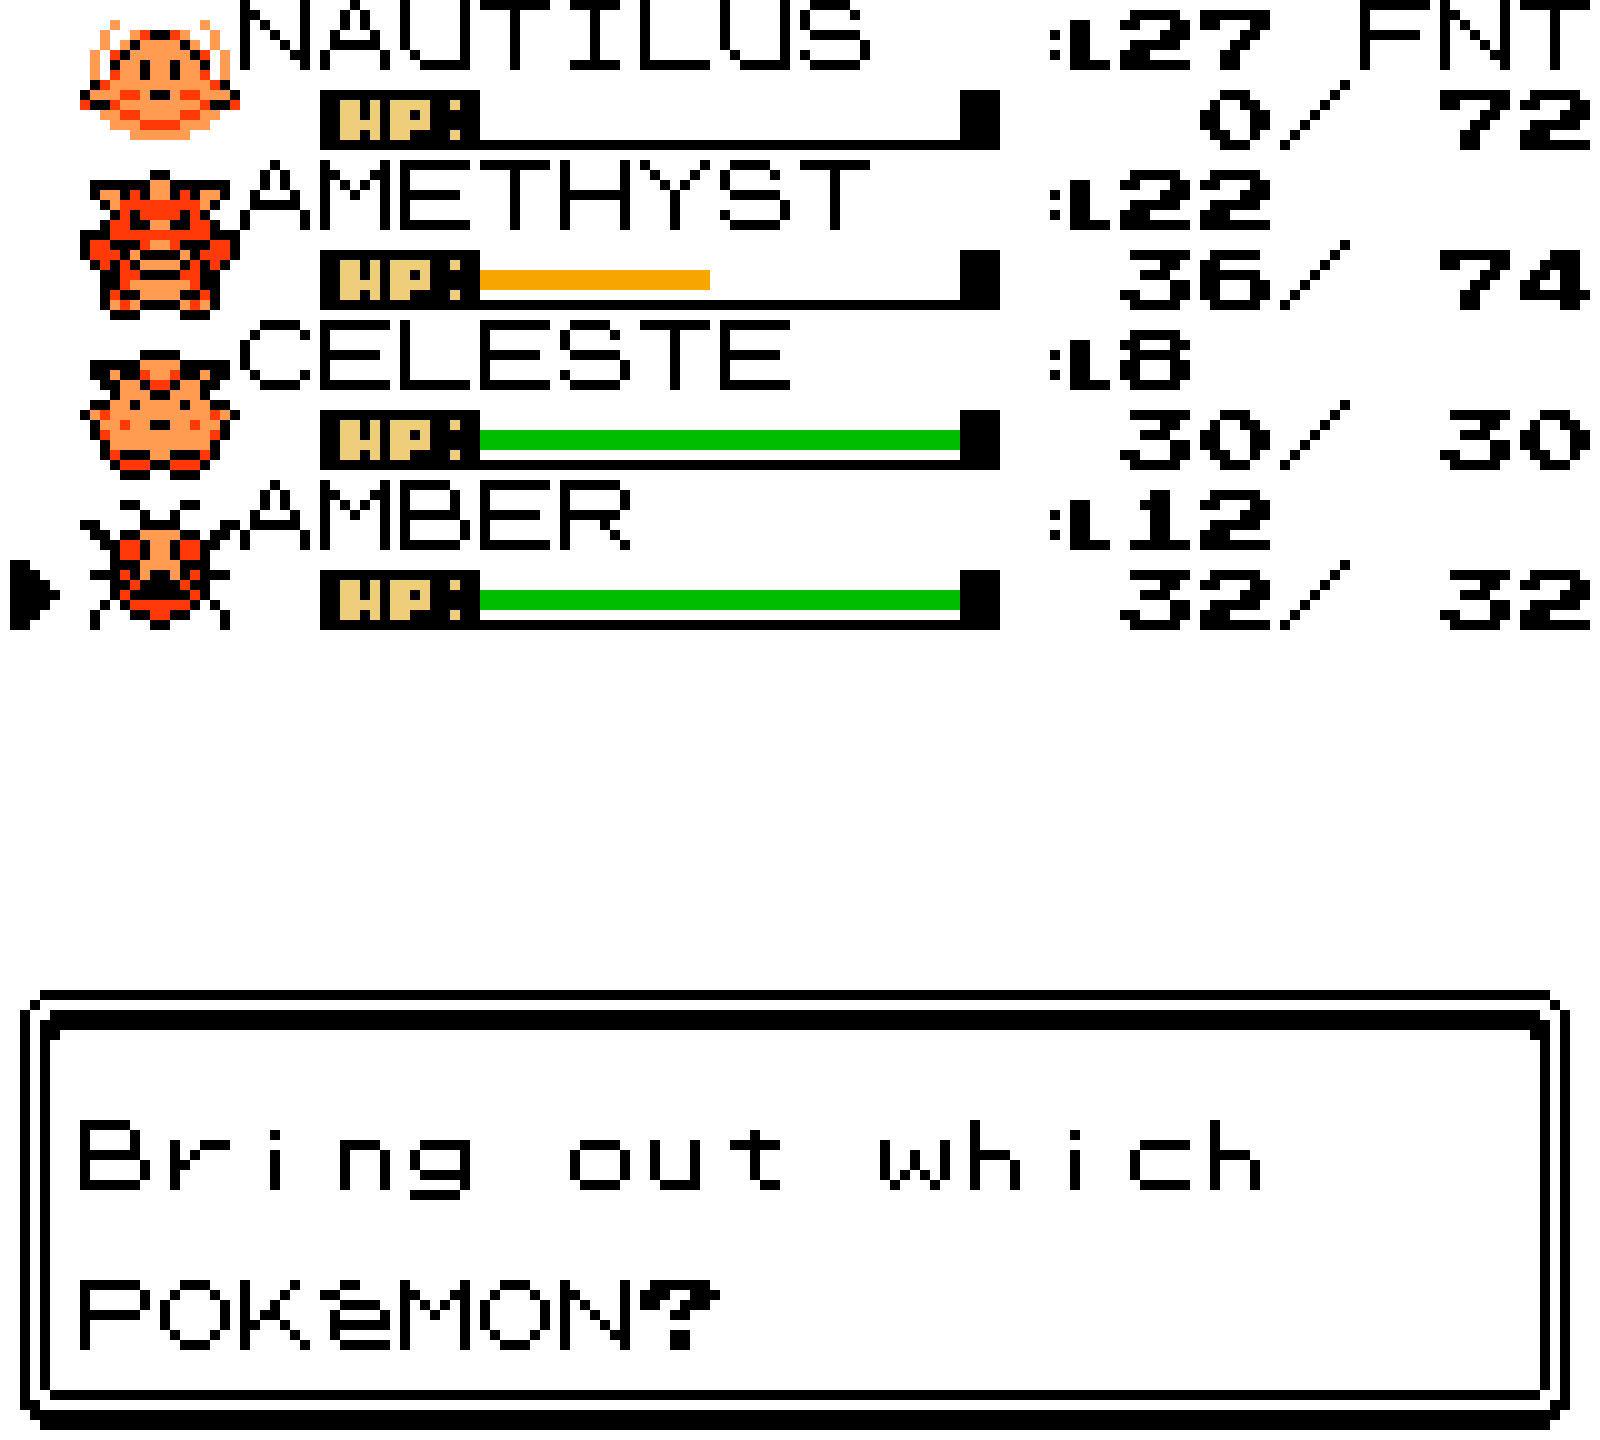 NAUTILUS :L27 FNT
HP: 0/ 72
AMETHYST :L22
HP: 36/ 74
CELESTE :L8
HP: 30/ 30
AMBER :L12
HP: 32/ 32
Bring out which
POKéMON?